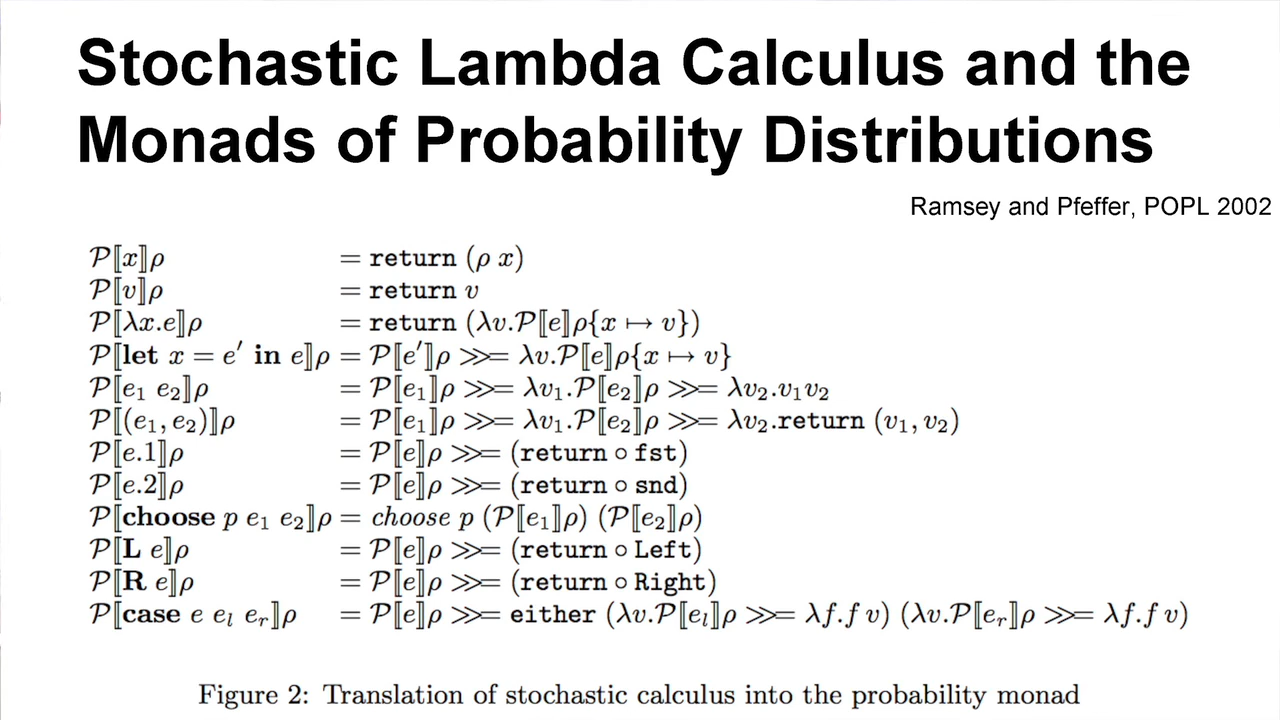 Stochastic Lambda Calculus and the
Monads of Probability Distributions
Ramsey and Pfeffer, POPL 2002
𝒫⟦x⟧ρ = return (ρ x)
𝒫⟦v⟧ρ = return v
𝒫⟦λx.e⟧ρ = return (λv.𝒫⟦e⟧ρ{x ↦ v})
𝒫⟦let x = e′ in e⟧ρ = 𝒫⟦e′⟧ρ >>= λv.𝒫⟦e⟧ρ{x ↦ v}
𝒫⟦e₁ e₂⟧ρ = 𝒫⟦e₁⟧ρ >>= λv₁.𝒫⟦e₂⟧ρ >>= λv₂.v₁v₂
𝒫⟦(e₁, e₂)⟧ρ = 𝒫⟦e₁⟧ρ >>= λv₁.𝒫⟦e₂⟧ρ >>= λv₂.return (v₁, v₂)
𝒫⟦e.1⟧ρ = 𝒫⟦e⟧ρ >>= (return ∘ fst)
𝒫⟦e.2⟧ρ = 𝒫⟦e⟧ρ >>= (return ∘ snd)
𝒫⟦choose p e₁ e₂⟧ρ = choose p (𝒫⟦e₁⟧ρ) (𝒫⟦e₂⟧ρ)
𝒫⟦L e⟧ρ = 𝒫⟦e⟧ρ >>= (return ∘ Left)
𝒫⟦R e⟧ρ = 𝒫⟦e⟧ρ >>= (return ∘ Right)
𝒫⟦case e eₗ eᵣ⟧ρ = 𝒫⟦e⟧ρ >>= either (λv.𝒫⟦eₗ⟧ρ >>= λf.f v) (λv.𝒫⟦eᵣ⟧ρ >>= λf.f v)
Figure 2: Translation of stochastic calculus into the probability monad